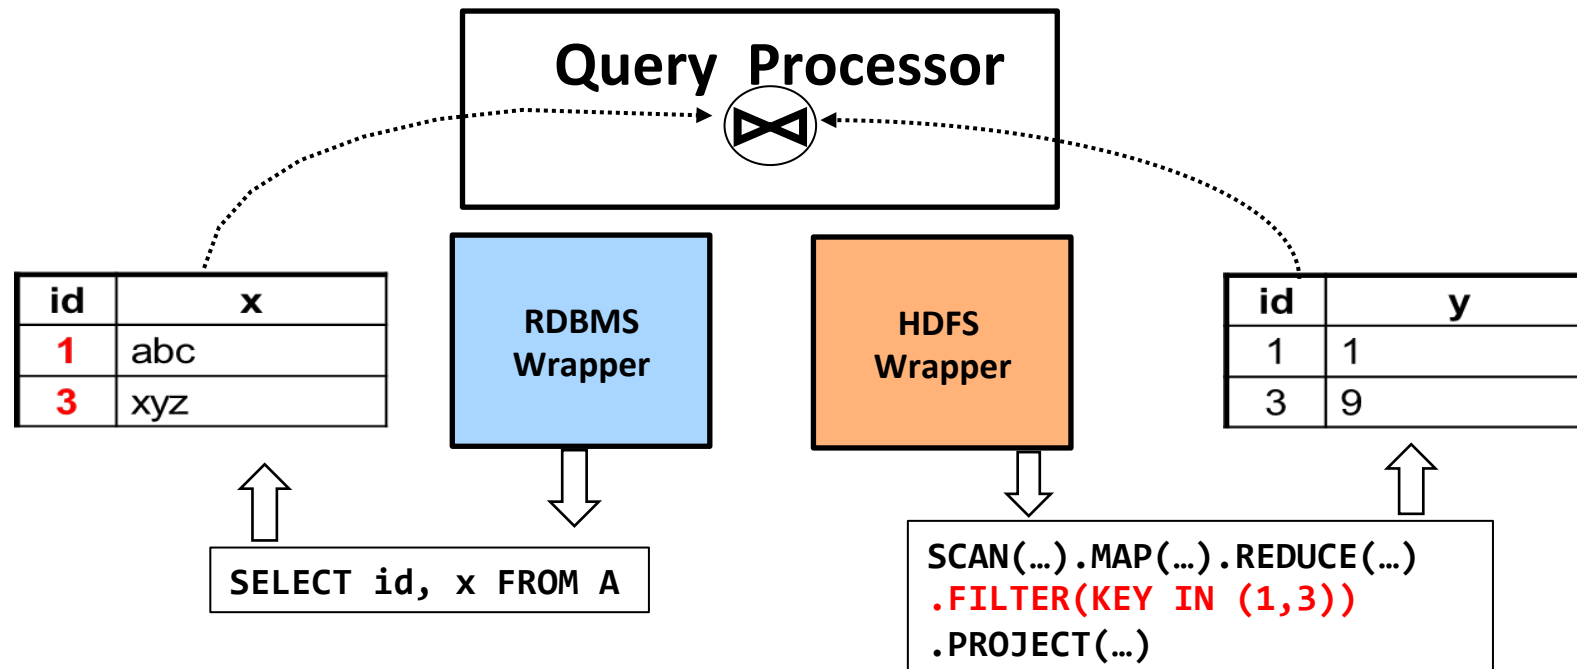 Query Processor
id x
1 abc
3 xyz
RDBMS
Wrapper
HDFS
Wrapper
id y
1 1
3 9
SELECT id, x FROM A
SCAN(…).MAP(…).REDUCE(…)
.FILTER(KEY IN (1,3))
.PROJECT(…)